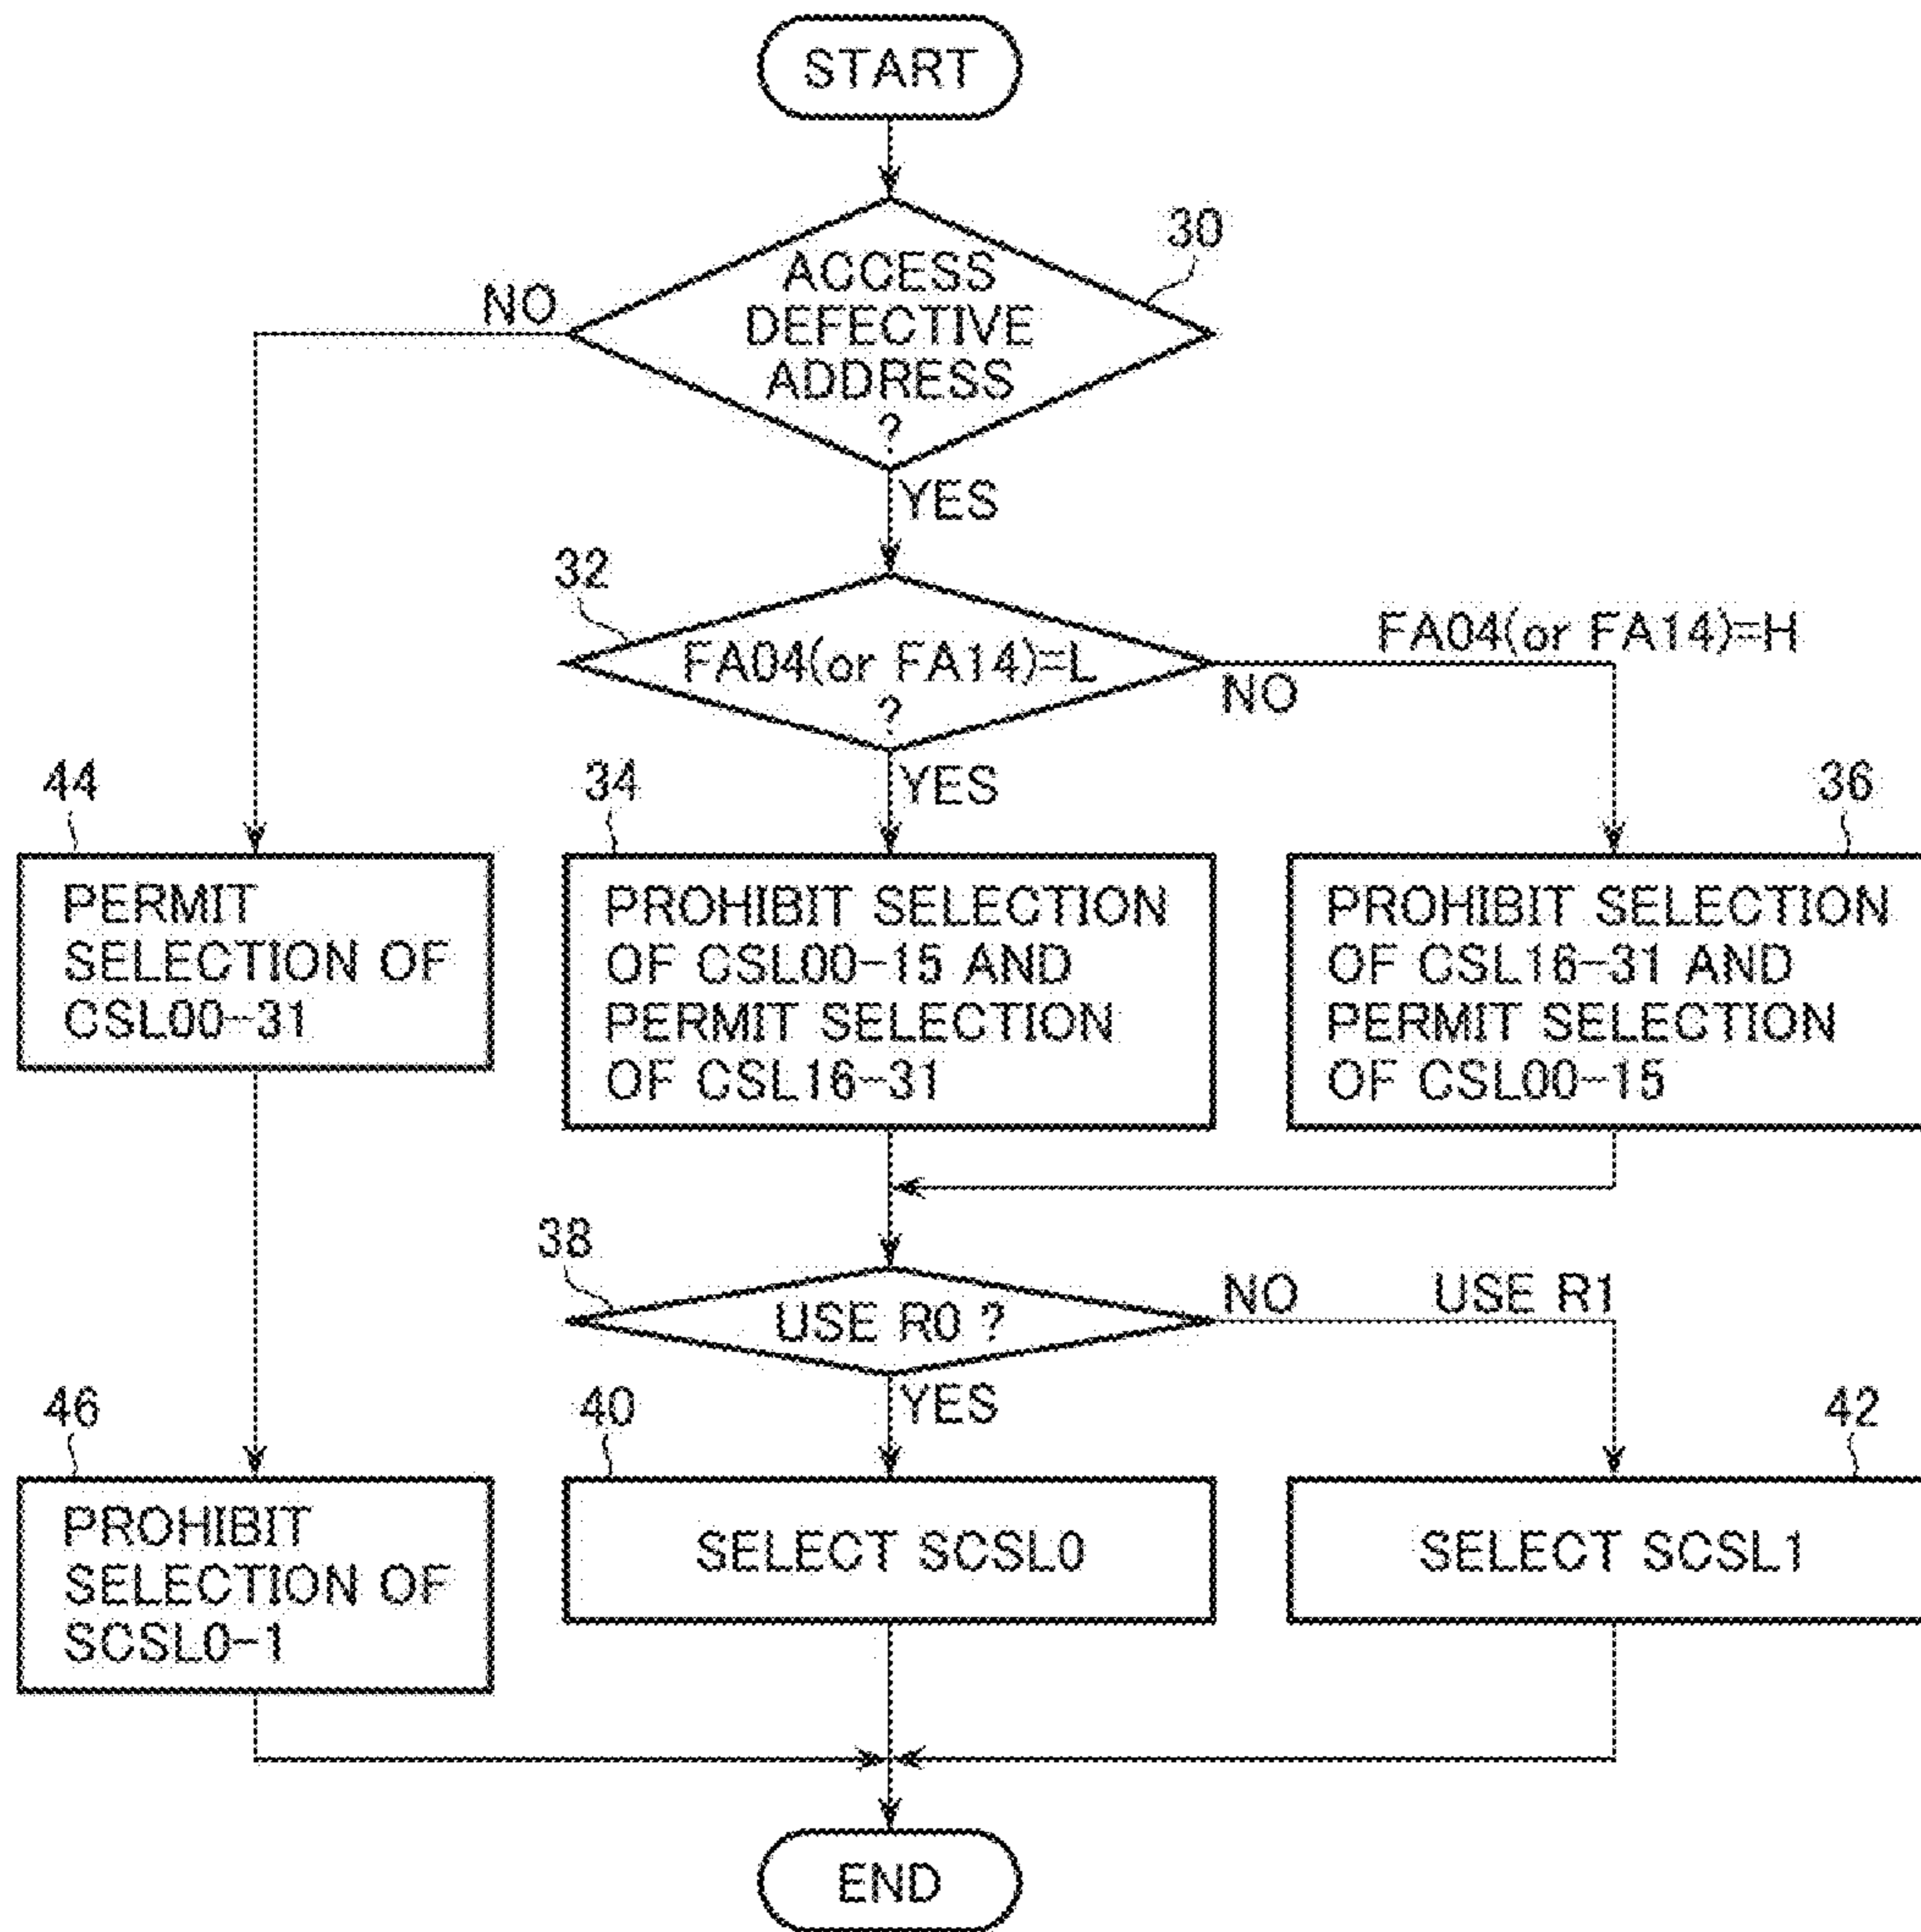 START
30
ACCESS
DEFECTIVE
ADDRESS
?
NO
YES
32
FA04(or FA14)=L
?
FA04(or FA14)=H
NO
YES
44
PERMIT
SELECTION OF
CSL00-31
34
PROHIBIT SELECTION
OF CSL00-15 AND
PERMIT SELECTION
OF CSL16-31
36
PROHIBIT SELECTION
OF CSL16-31 AND
PERMIT SELECTION
OF CSL00-15
38
USE R0 ?
NO
USE R1
YES
46
PROHIBIT
SELECTION OF
SCSL0-1
40
SELECT SCSL0
42
SELECT SCSL1
END